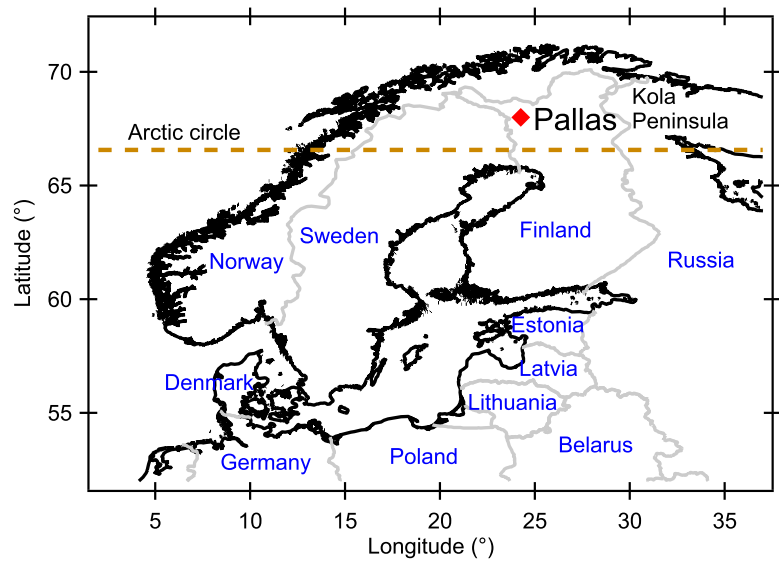 70
65
60
55
Latitude (°)
Arctic circle
Pallas
Kola
Peninsula
Sweden
Finland
Norway
Russia
Estonia
Denmark
Latvia
Lithuania
Germany
Poland
Belarus
5 10 15 20 25 30 35
Longitude (°)